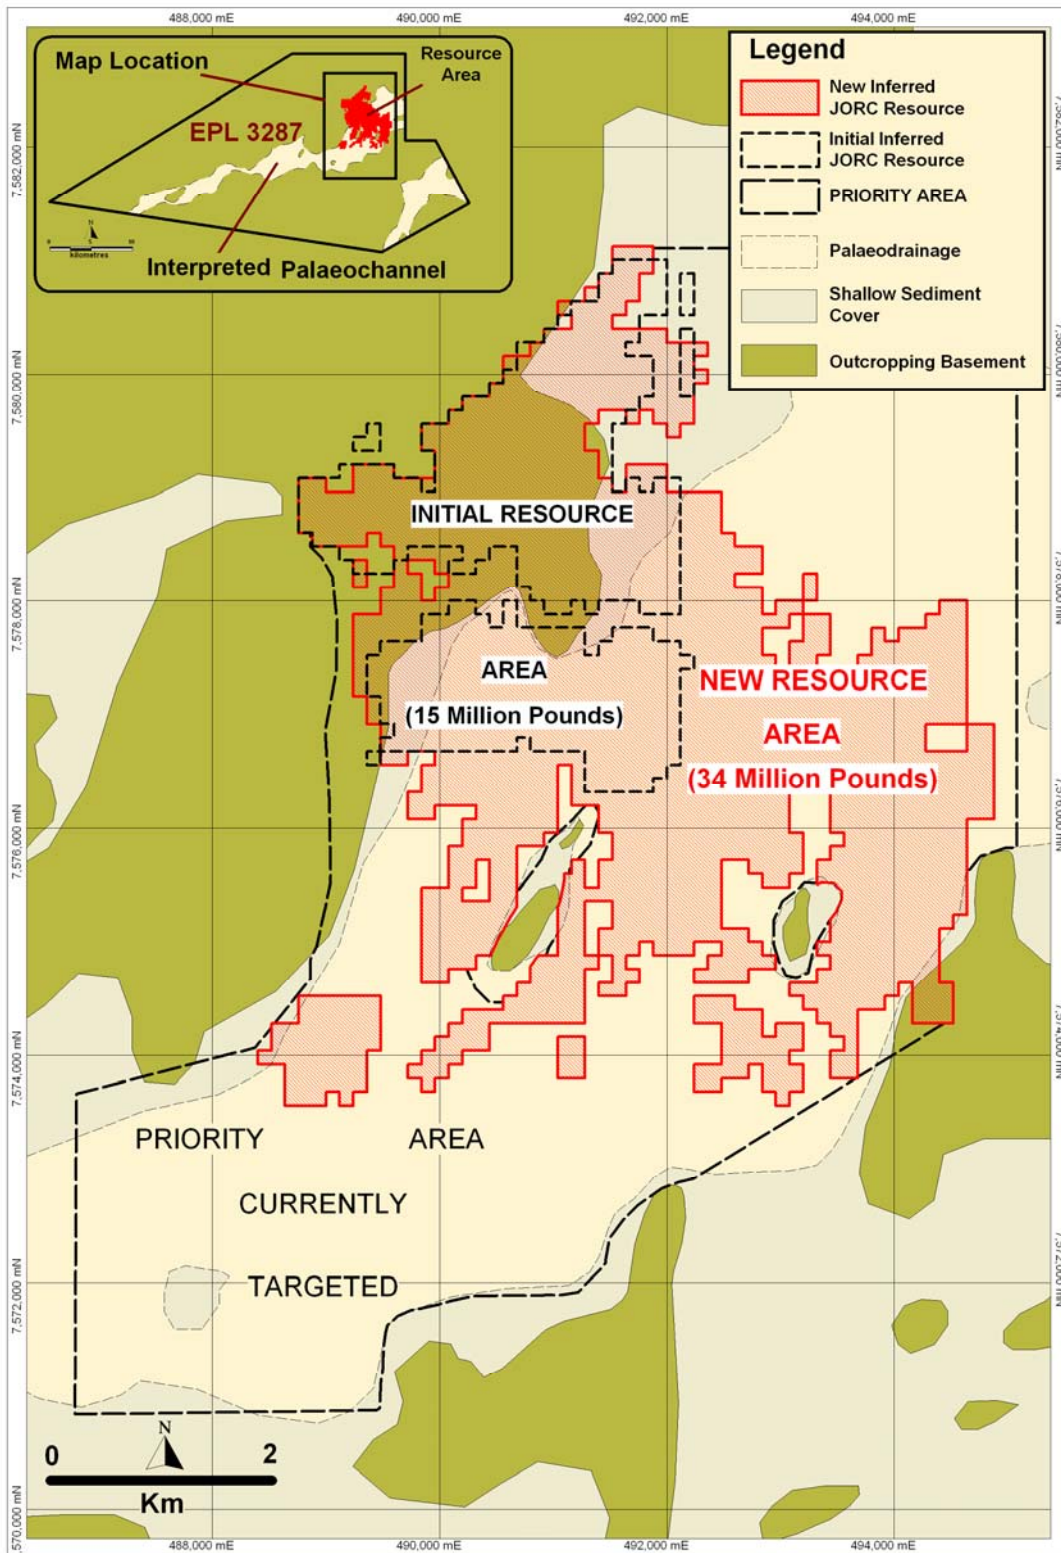 488,000 mE
490,000 mE
492,000 mE
494,000 mE
Map Location
Resource
Area
EPL 3287
N
kilometres
Interpreted Palaeochannel
Legend
New Inferred
JORC Resource
Initial Inferred
JORC Resource
PRIORITY AREA
Palaeodrainage
Shallow Sediment
Cover
Outcropping Basement
7,582,000 mN
7,580,000 mN
7,578,000 mN
7,576,000 mN
7,574,000 mN
7,572,000 mN
,570,000 mN
INITIAL RESOURCE
AREA
(15 Million Pounds)
NEW RESOURCE
AREA
(34 Million Pounds)
PRIORITY AREA
CURRENTLY
TARGETED
N
0 2
Km
488,000 mE
490,000 mE
492,000 mE
494,000 mE